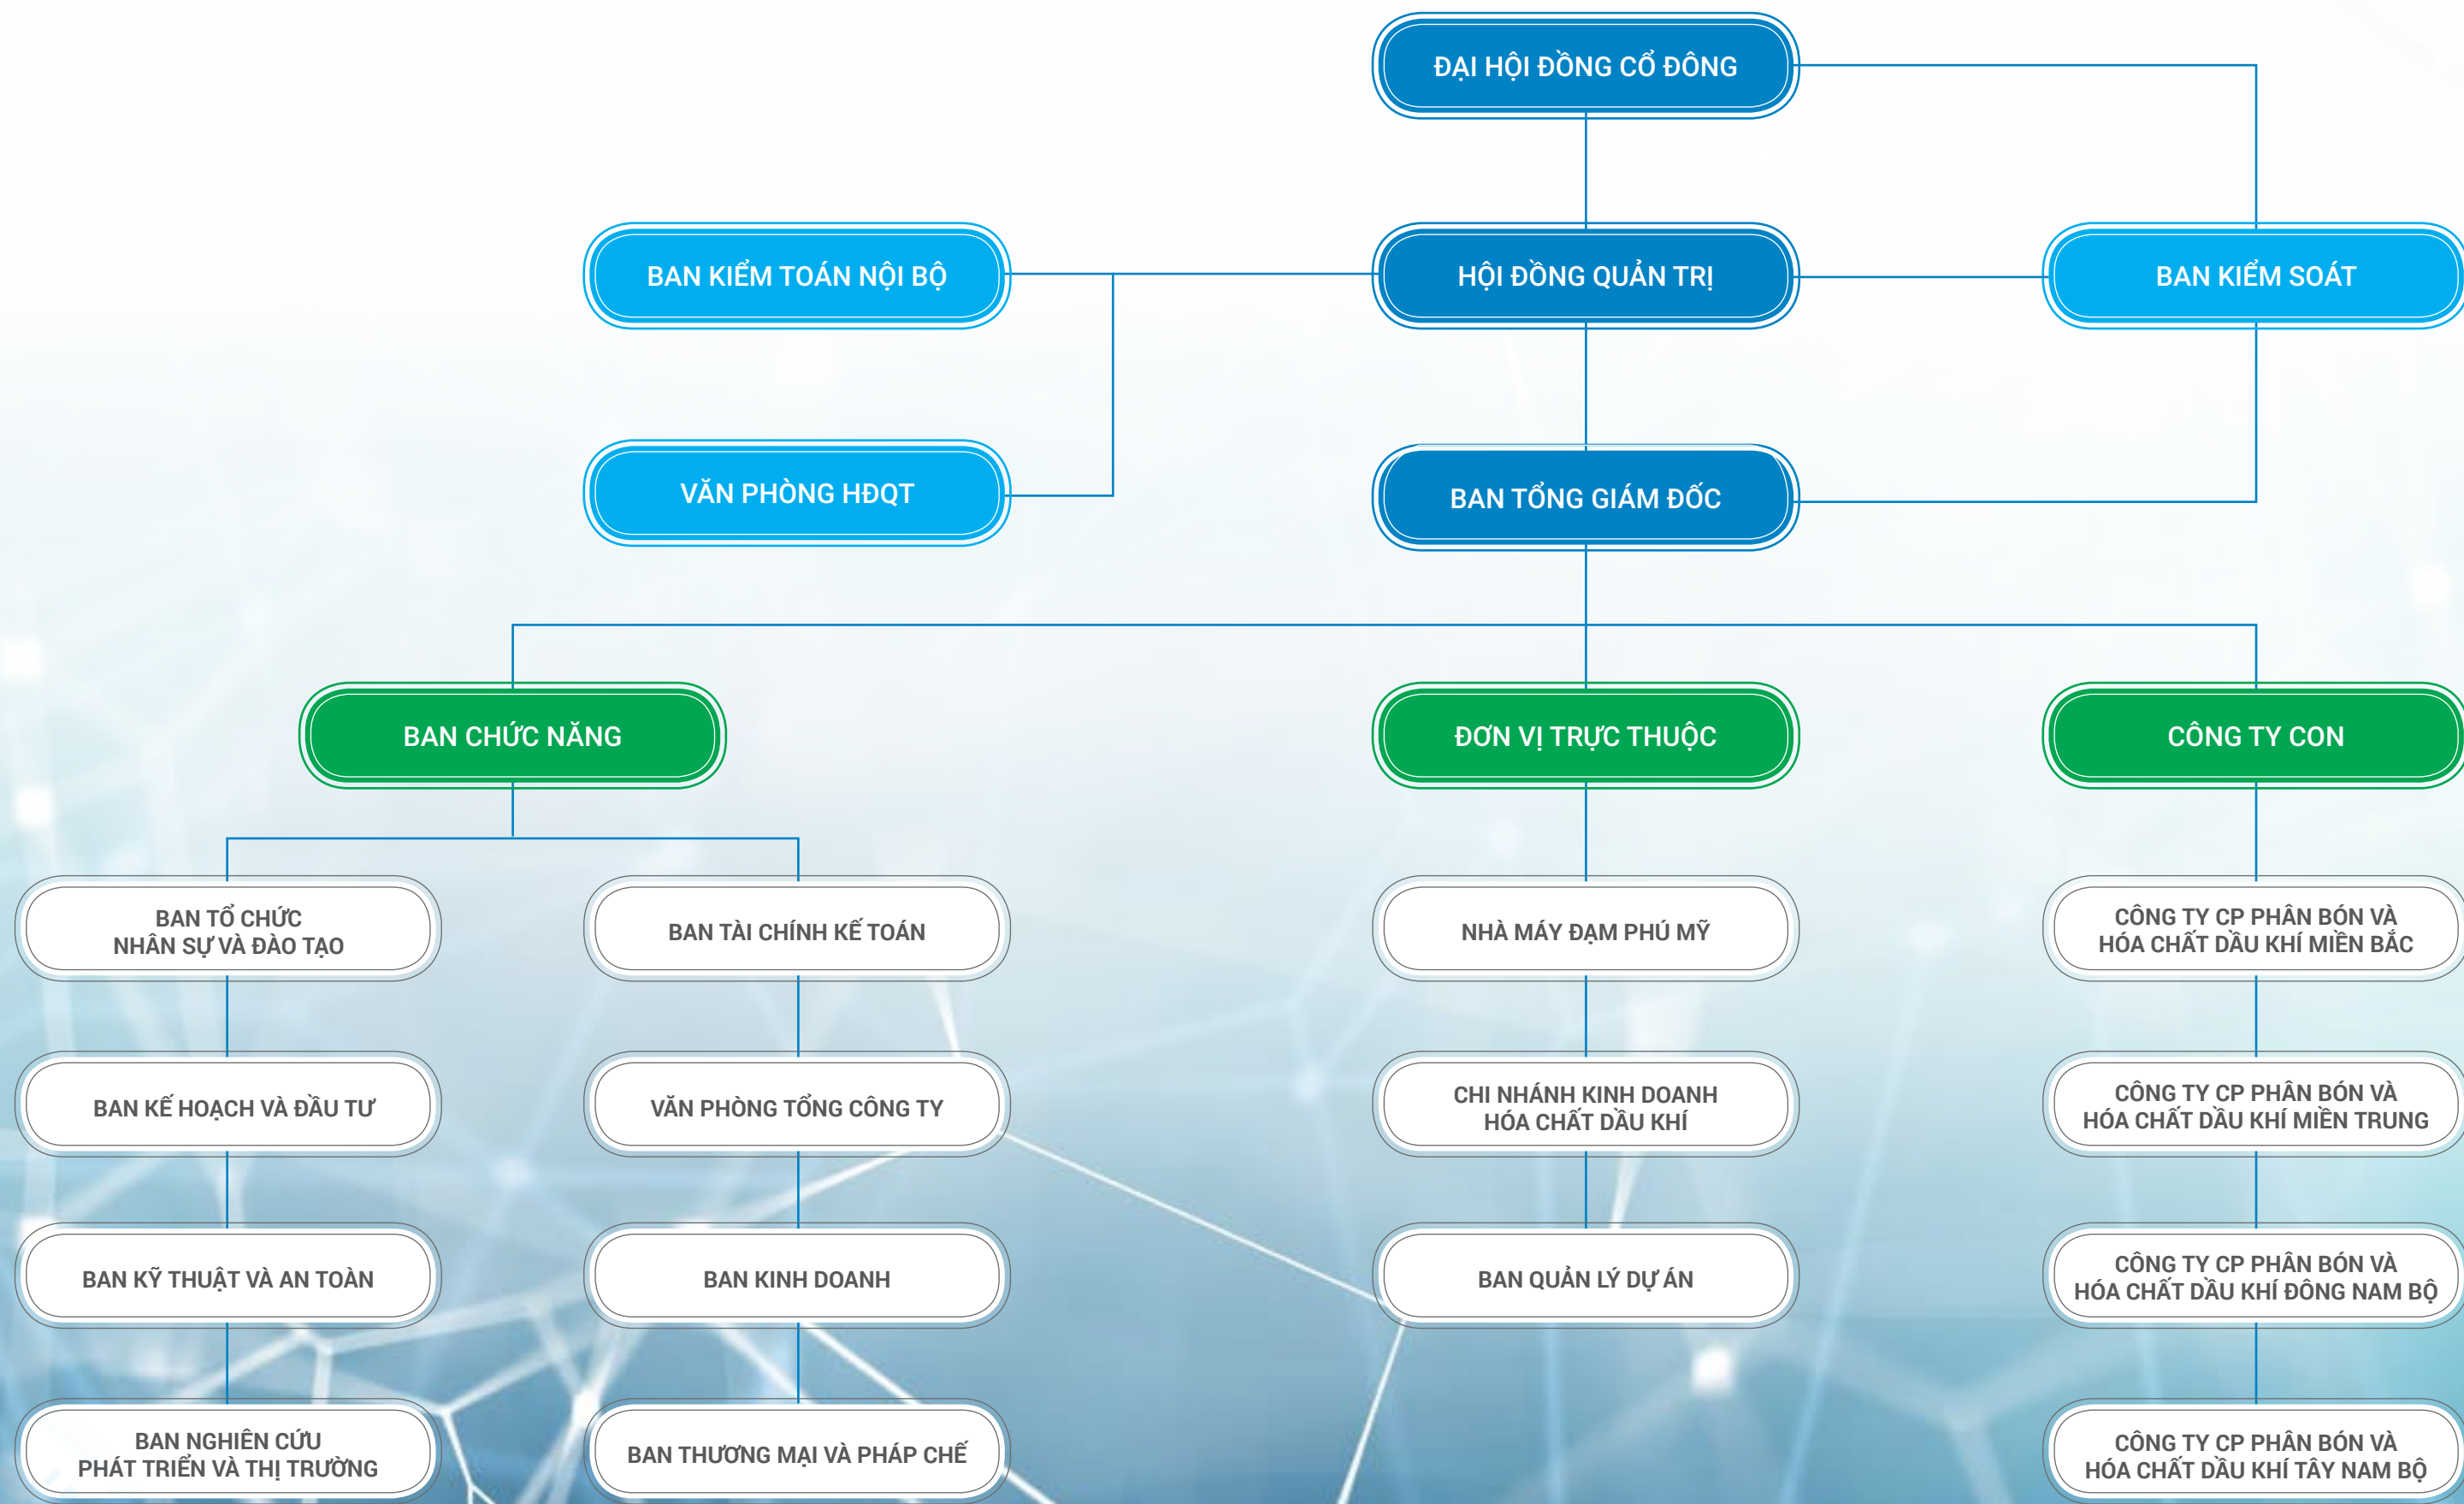 ĐẠI HỘI ĐỒNG CỔ ĐÔNG
BAN KIỂM TOÁN NỘI BỘ
HỘI ĐỒNG QUẢN TRỊ
BAN KIỂM SOÁT
VĂN PHÒNG HĐQT
BAN TỔNG GIÁM ĐỐC
BAN CHỨC NĂNG
ĐƠN VỊ TRỰC THUỘC
CÔNG TY CON
BAN TỔ CHỨC
NHÂN SỰ VÀ ĐÀO TẠO
BAN TÀI CHÍNH KẾ TOÁN
NHÀ MÁY ĐẠM PHÚ MỸ
CÔNG TY CP PHÂN BÓN VÀ
HÓA CHẤT DẦU KHÍ MIỀN BẮC
BAN KẾ HOẠCH VÀ ĐẦU TƯ
VĂN PHÒNG TỔNG CÔNG TY
CHI NHÁNH KINH DOANH
HÓA CHẤT DẦU KHÍ
CÔNG TY CP PHÂN BÓN VÀ
HÓA CHẤT DẦU KHÍ MIỀN TRUNG
BAN KỸ THUẬT VÀ AN TOÀN
BAN KINH DOANH
BAN QUẢN LÝ DỰ ÁN
CÔNG TY CP PHÂN BÓN VÀ
HÓA CHẤT DẦU KHÍ ĐÔNG NAM BỘ
BAN NGHIÊN CỨU
PHÁT TRIỂN VÀ THỊ TRƯỜNG
BAN THƯƠNG MẠI VÀ PHÁP CHẾ
CÔNG TY CP PHÂN BÓN VÀ
HÓA CHẤT DẦU KHÍ TÂY NAM BỘ